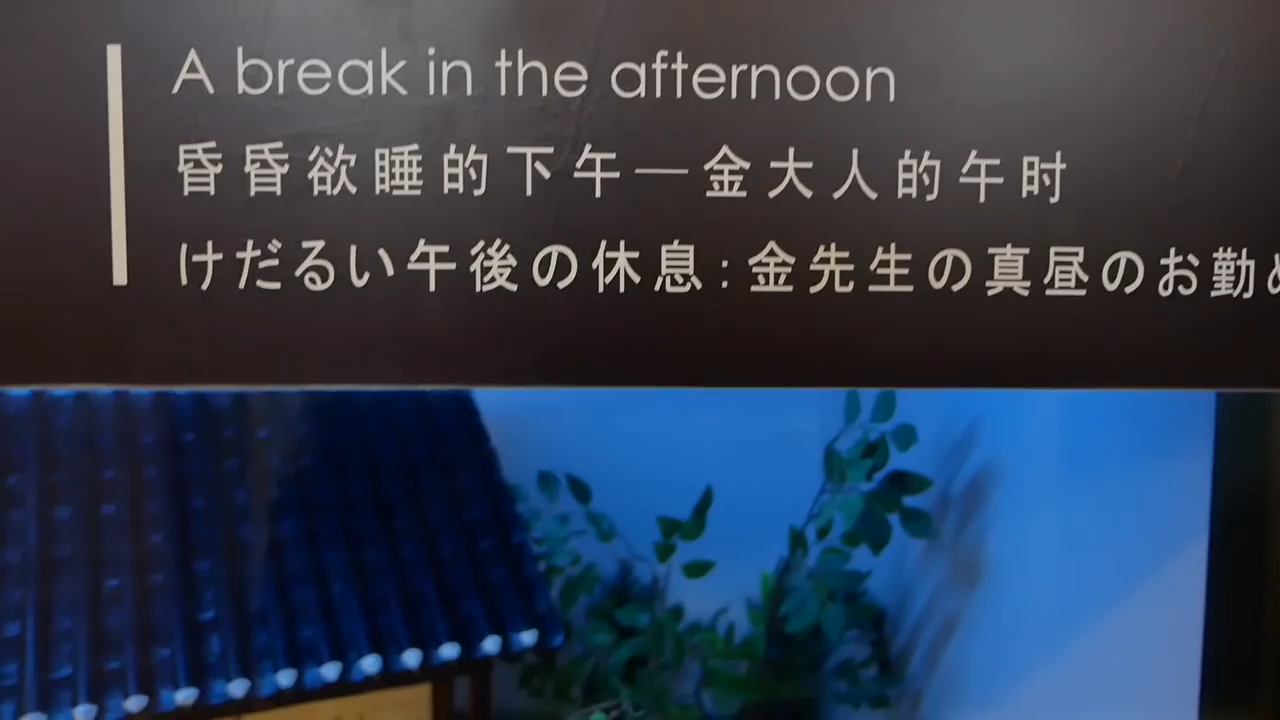 A break in the afternoon
昏昏欲睡的下午—金大人的午时
けだるい午後の休息:金先生の真昼のお勤め